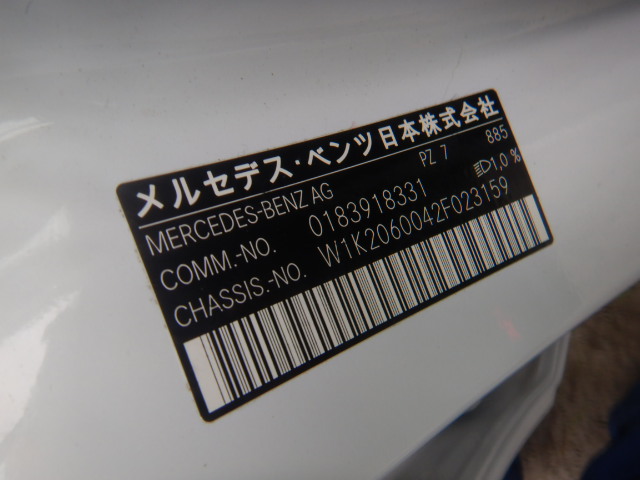 メルセデス・ベンツ日本株式会社
MERCEDES-BENZ AG PZ 7 885
COMM.-NO. 0183918331 1,0 %
CHASSIS.-NO. W1K2060042F023159